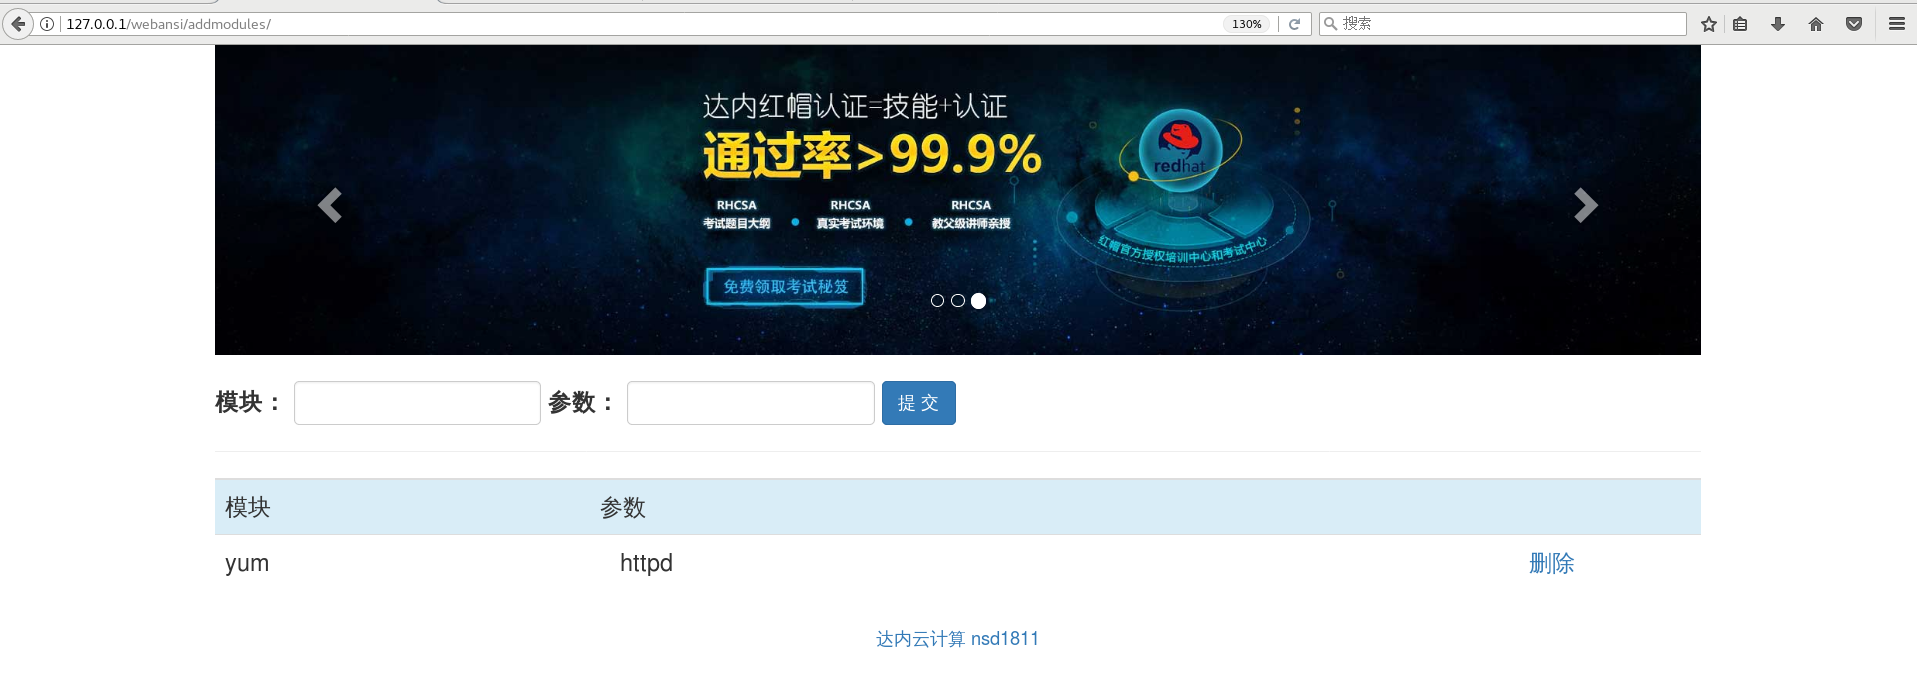 127.0.0.1/webansi/addmodules/
130%
搜索
达内红帽认证=技能+认证
通过率>99.9%
RHCSA RHCSA RHCSA
考试题目大纲 真实考试环境 教父级讲师亲授
免费领取考试秘笈
redhat
红帽官方授权培训中心和考试中心
模块： 参数： 提 交
模块 参数
yum httpd 删除
达内云计算 nsd1811